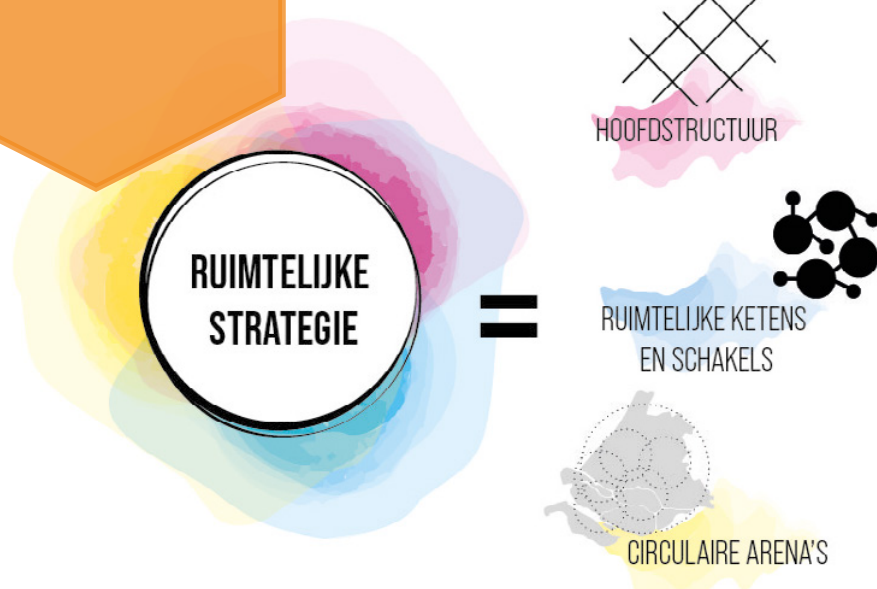 RUIMTELIJKE
STRATEGIE
=
HOOFDSTRUCTUUR
RUIMTELIJKE KETENS
EN SCHAKELS
CIRCULAIRE ARENA'S